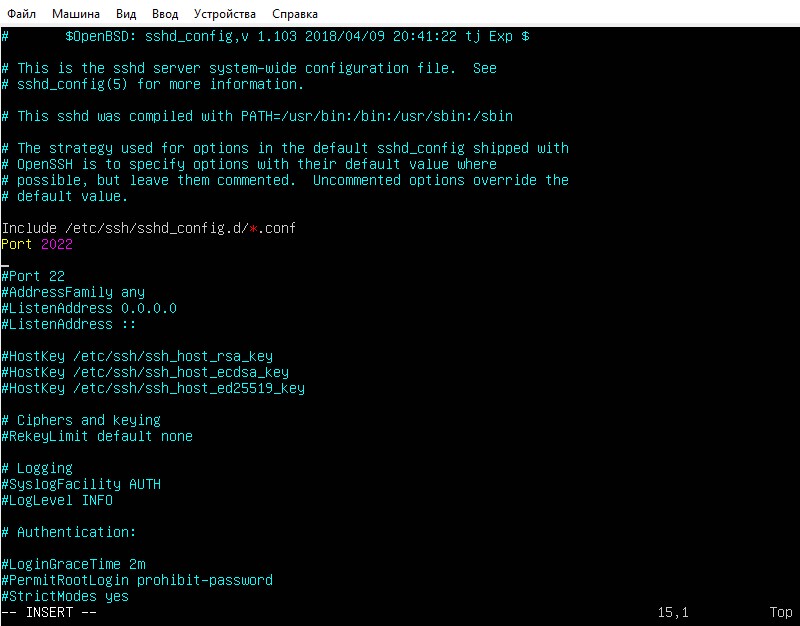 Файл Машина Вид Ввод Устройства Справка
#       $OpenBSD: sshd_config,v 1.103 2018/04/09 20:41:22 tj Exp $
# This is the sshd server system-wide configuration file.  See
# sshd_config(5) for more information.
# This sshd was compiled with PATH=/usr/bin:/bin:/usr/sbin:/sbin
# The strategy used for options in the default sshd_config shipped with
# OpenSSH is to specify options with their default value where
# possible, but leave them commented.  Uncommented options override the
# default value.
Include /etc/ssh/sshd_config.d/*.conf
Port 2022
#Port 22
#AddressFamily any
#ListenAddress 0.0.0.0
#ListenAddress ::
#HostKey /etc/ssh/ssh_host_rsa_key
#HostKey /etc/ssh/ssh_host_ecdsa_key
#HostKey /etc/ssh/ssh_host_ed25519_key
# Ciphers and keying
#RekeyLimit default none
# Logging
#SyslogFacility AUTH
#LogLevel INFO
# Authentication:
#LoginGraceTime 2m
#PermitRootLogin prohibit-password
#StrictModes yes
-- INSERT -- 15,1 Top